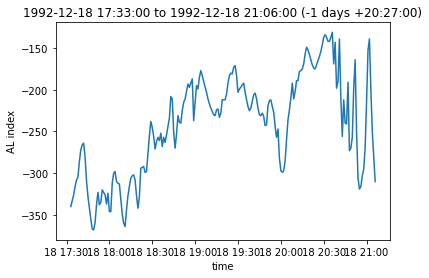 1992-12-18 17:33:00 to 1992-12-18 21:06:00 (-1 days +20:27:00)
−150
−200
−250
−300
−350
AL index
18 17:30 18 18:00 18 18:30 18 19:00 18 19:30 18 20:00 18 20:30 18 21:00
time